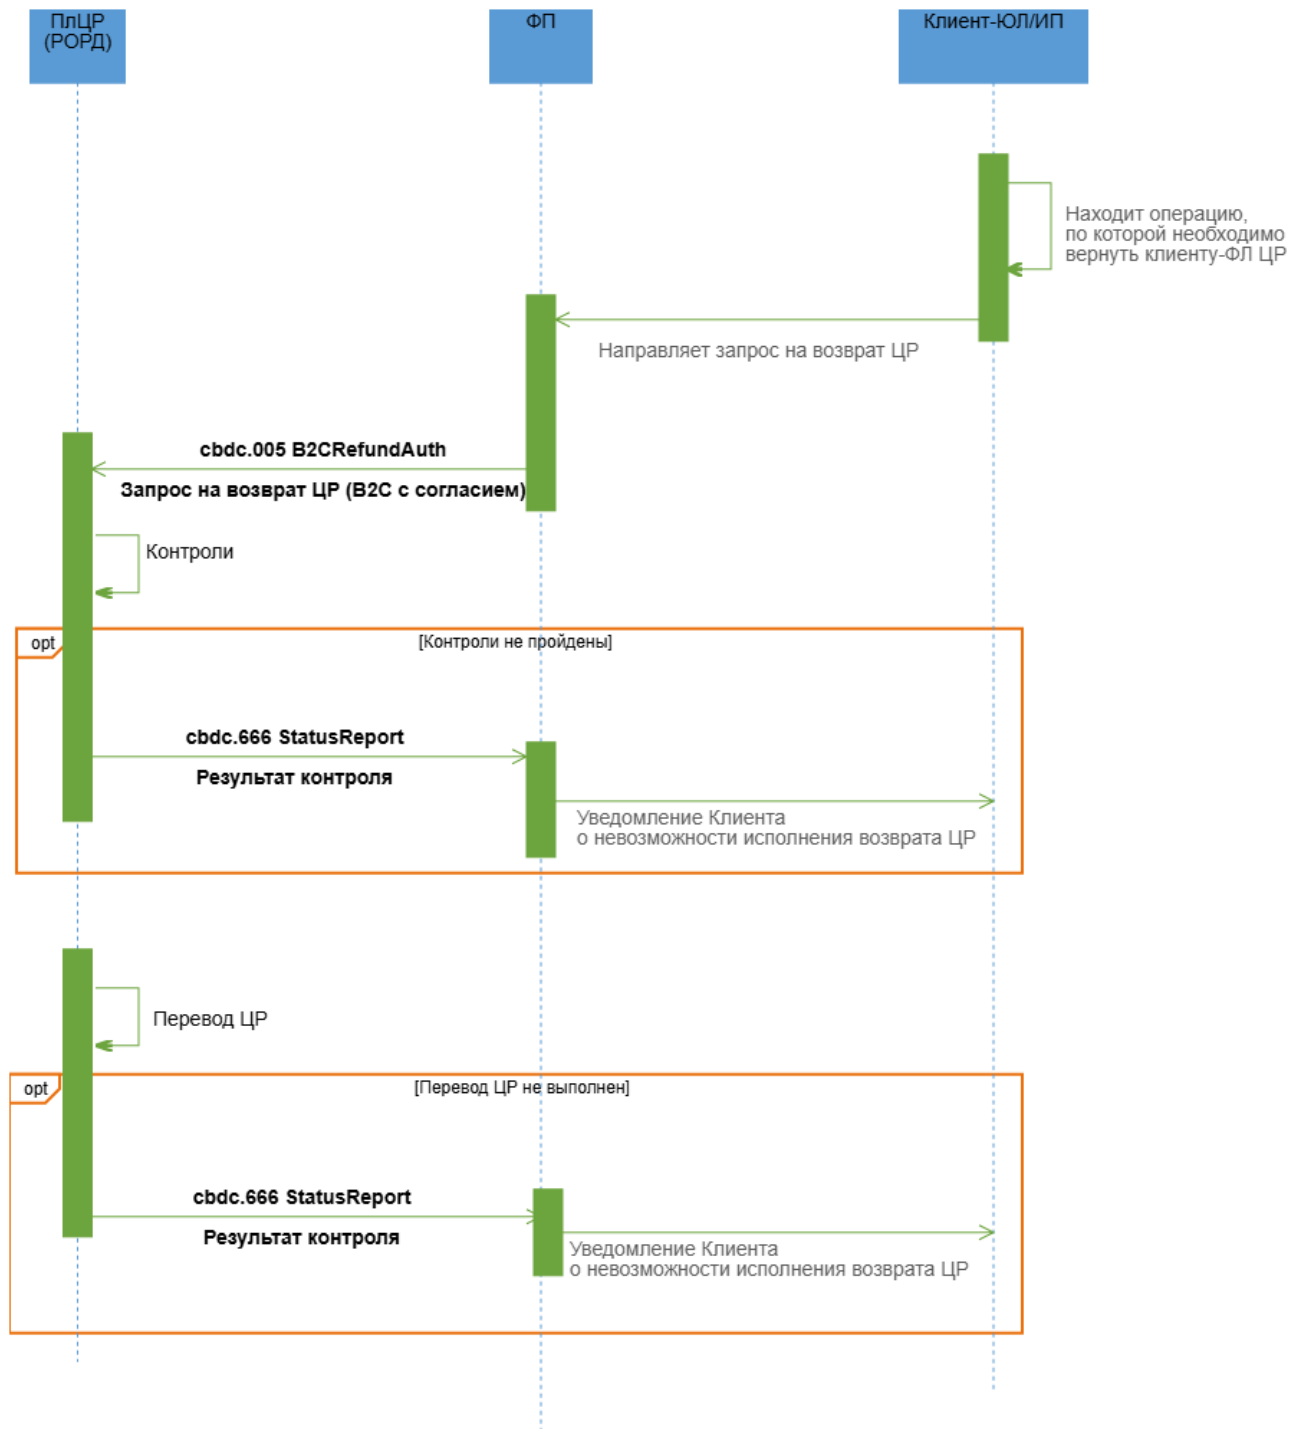 ПлЦР
(РОРД)
ФП
Клиент-ЮЛ/ИП
Находит операцию,
по которой необходимо
вернуть клиенту-ФЛ ЦР
Направляет запрос на возврат ЦР
cbdc.005 B2CRefundAuth
Запрос на возврат ЦР (B2C с согласием)
Контроли
opt
[Контроли не пройдены]
cbdc.666 StatusReport
Результат контроля
Уведомление Клиента
о невозможности исполнения возврата ЦР
Перевод ЦР
opt
[Перевод ЦР не выполнен]
cbdc.666 StatusReport
Результат контроля
Уведомление Клиента
о невозможности исполнения возврата ЦР